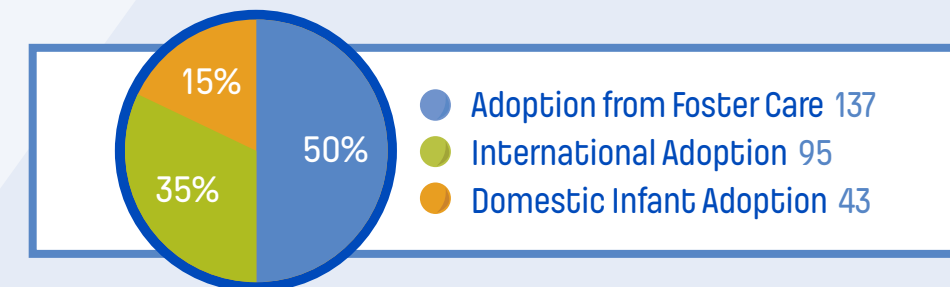 15%
50%
35%
Adoption from Foster Care 137
International Adoption 95
Domestic Infant Adoption 43